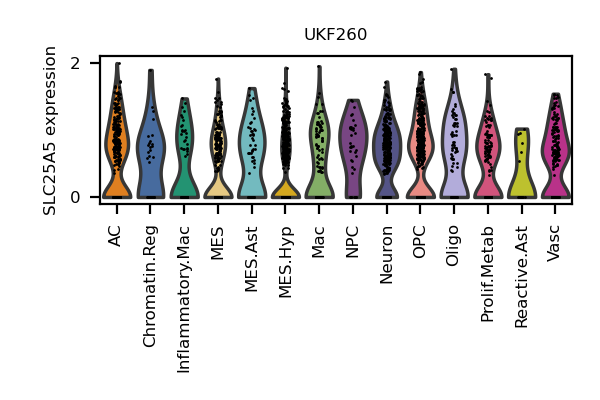 UKF260
SLC25A5 expression
2
0
AC
Chromatin.Reg
Inflammatory.Mac
MES
MES.Ast
MES.Hyp
Mac
NPC
Neuron
OPC
Oligo
Prolif.Metab
Reactive.Ast
Vasc